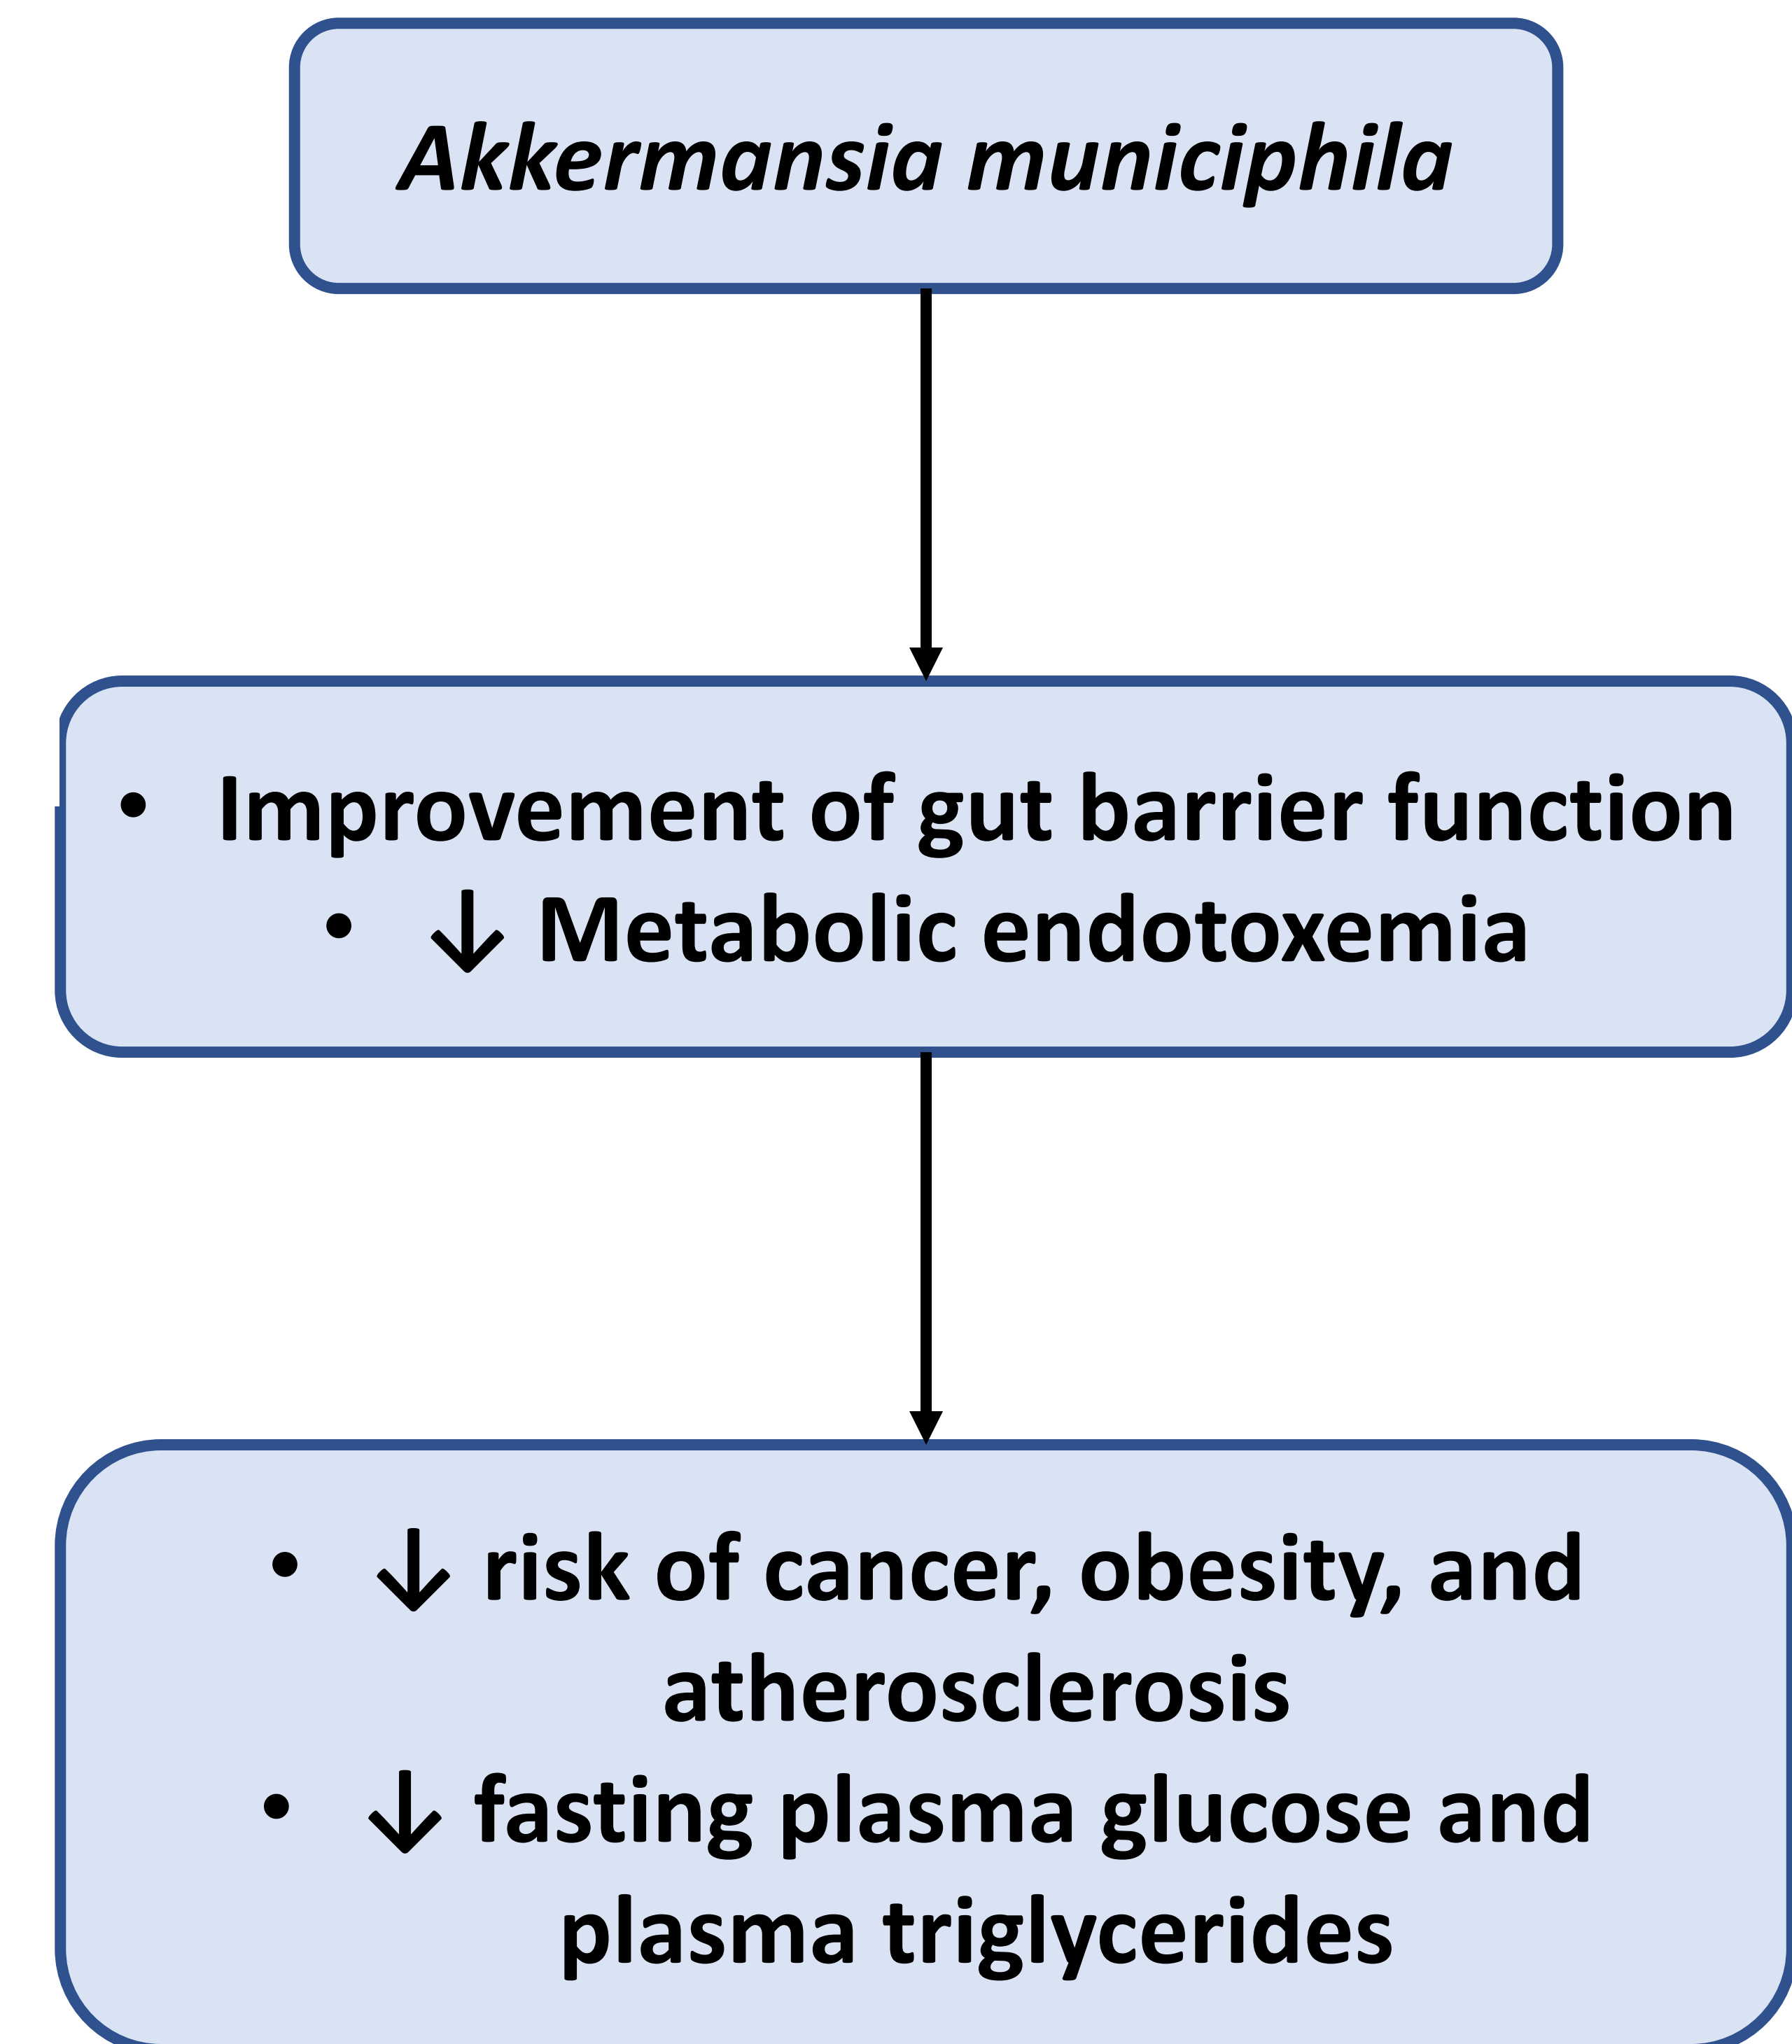 Akkermansia municiphila
• Improvement of gut barrier function
• ↓ Metabolic endotoxemia
• ↓ risk of cancer, obesity, and
atherosclerosis
• ↓ fasting plasma glucose and
plasma triglycerides